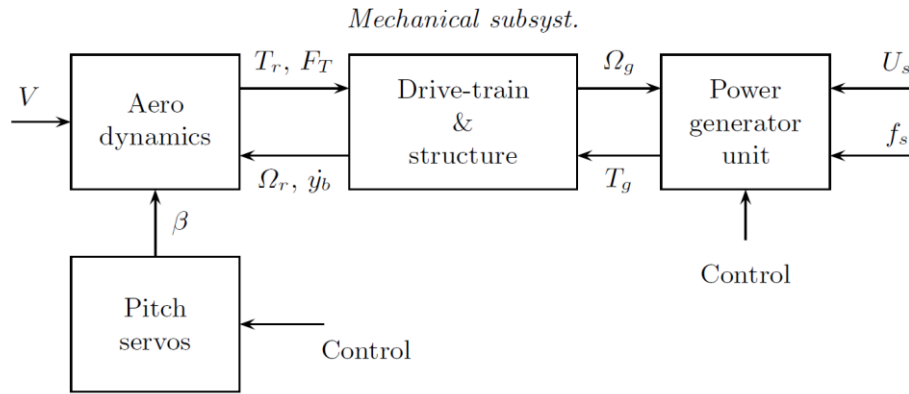 Mechanical subsyst.
T_r, F_T
Ω_g
U_s
V
Aero
dynamics
Drive-train
&
structure
Power
generator
unit
f_s
Ω_r, ẏ_b
T_g
β
Control
Pitch
servos
Control